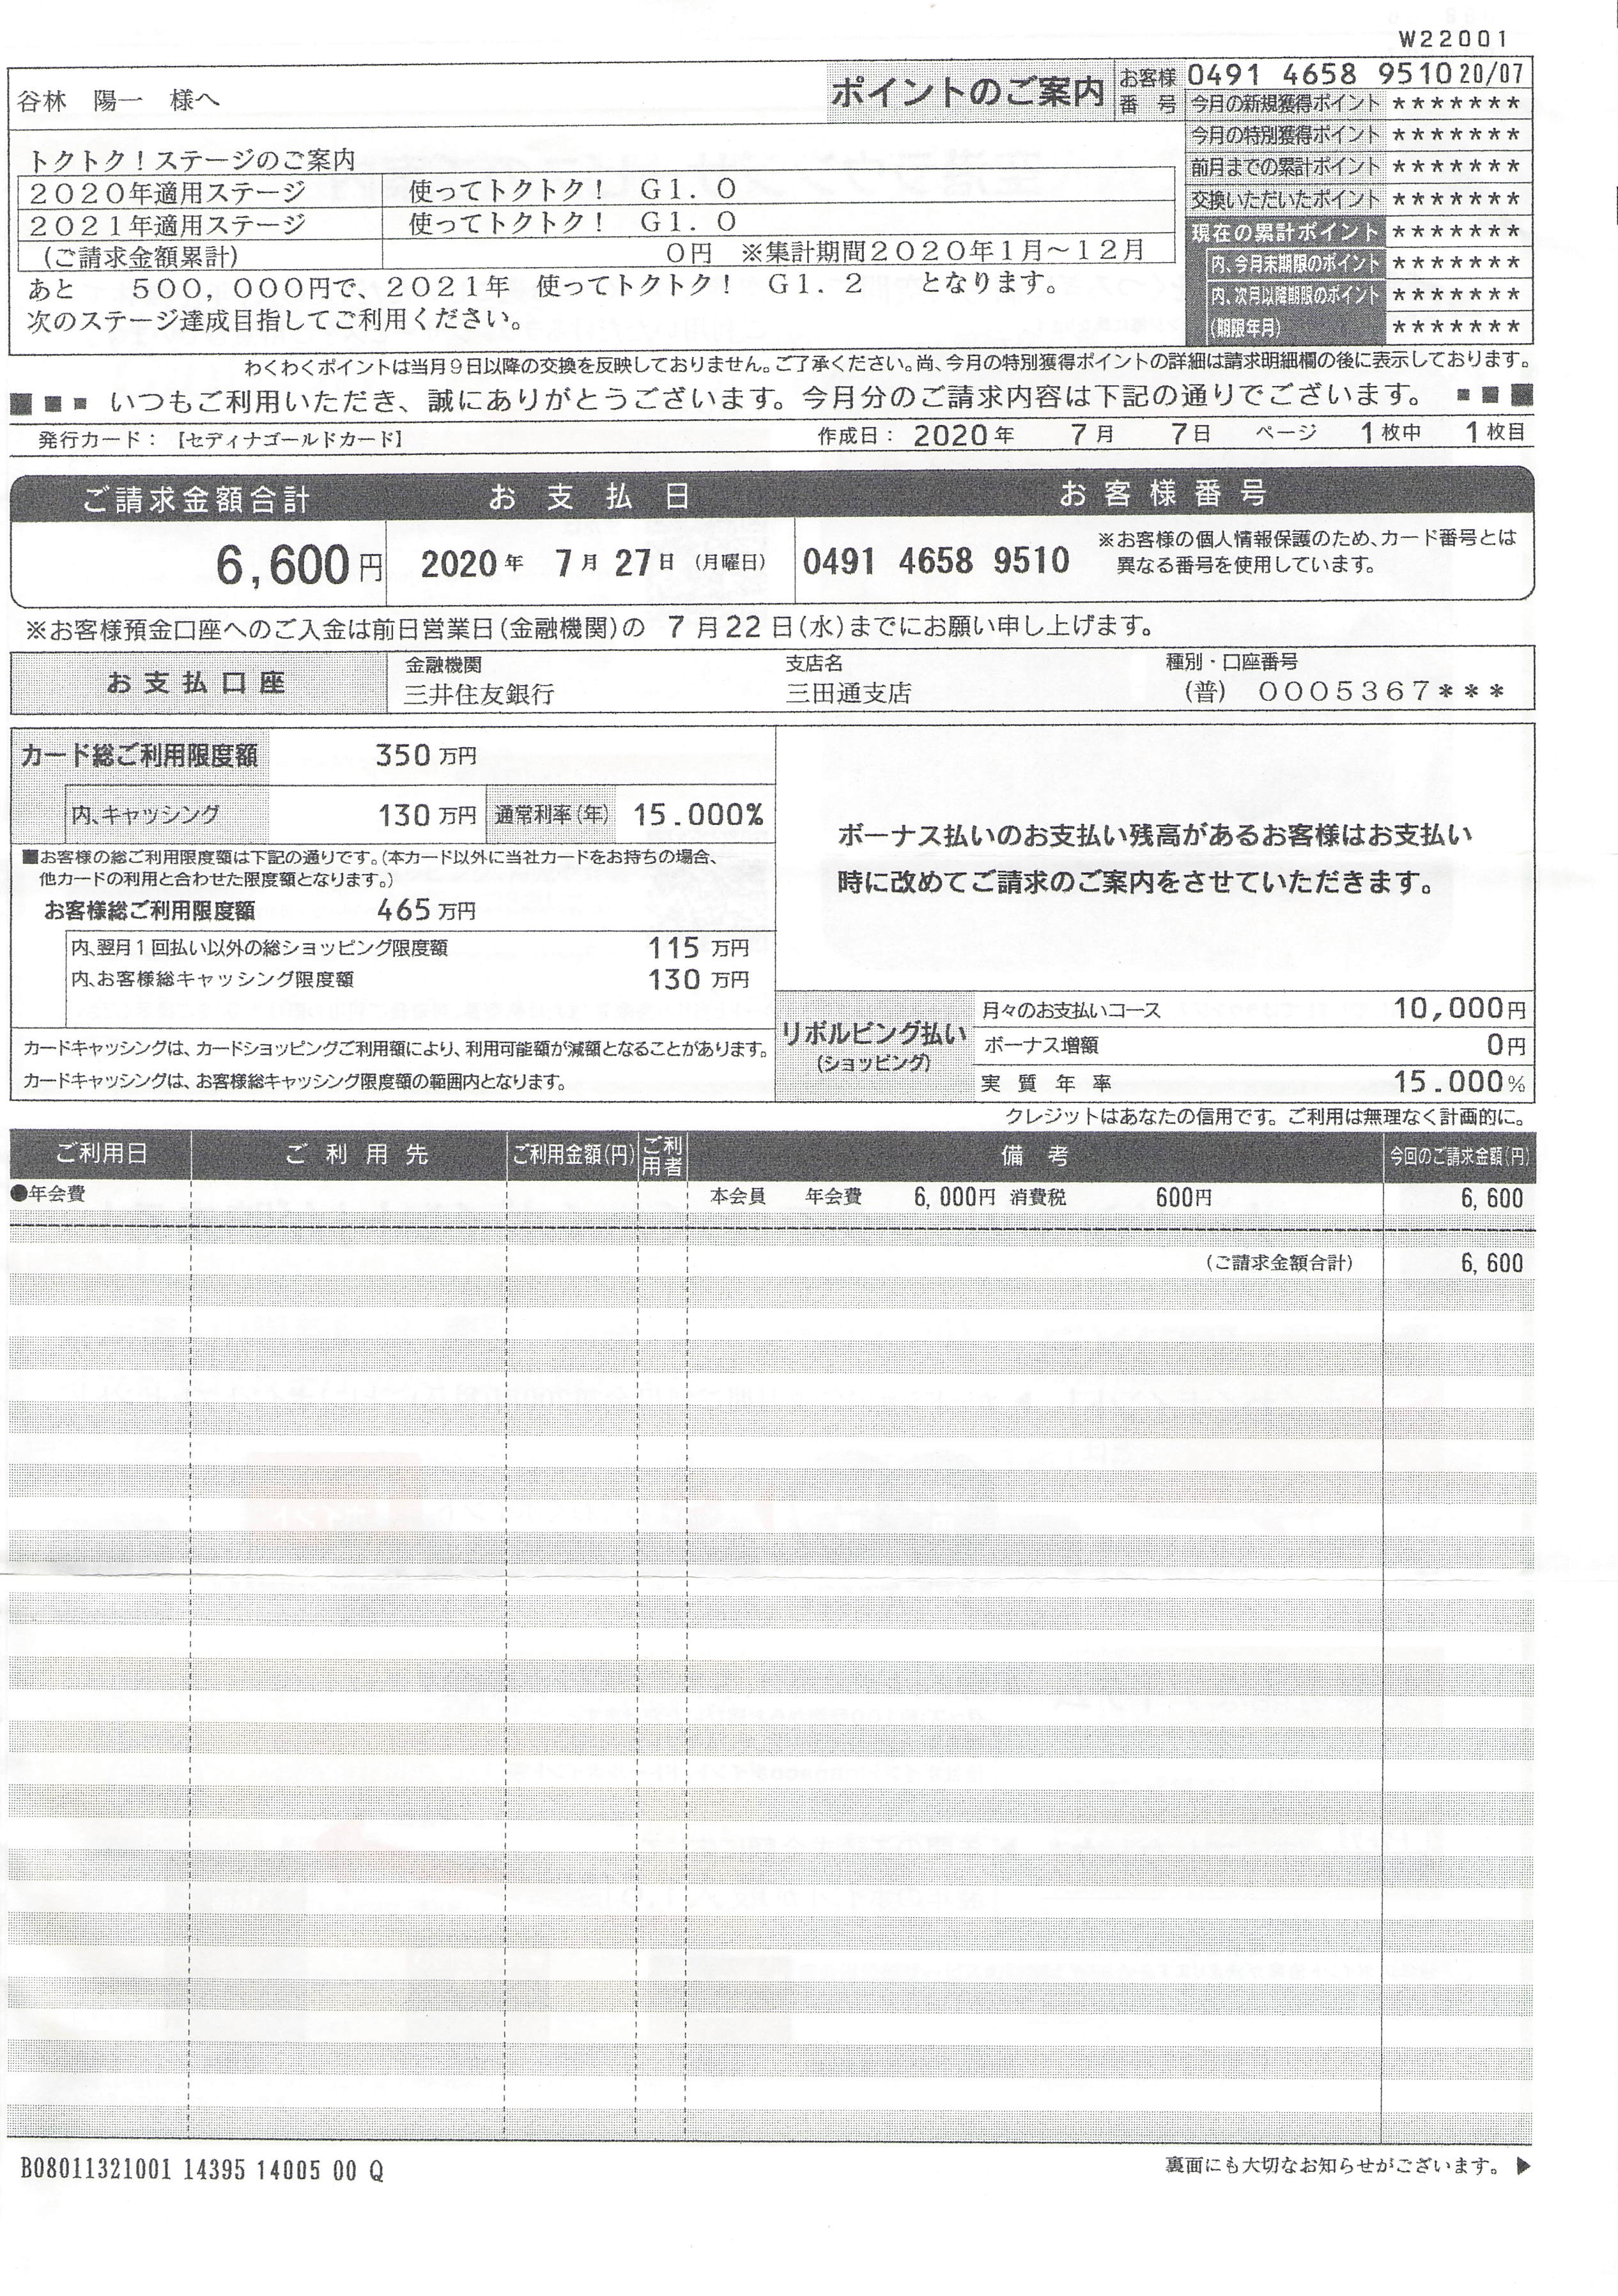 W22001
谷林　陽一　様へ
ポイントのご案内
お客様番号 0491 4658 9510 20/07
今月の新規獲得ポイント *******
今月の特別獲得ポイント *******
前月までの累計ポイント *******
交換いただいたポイント *******
現在の累計ポイント *******
内、今月末期限のポイント *******
内、次月以降期限のポイント *******
(期限年月) *******
トクトク！ステージのご案内
２０２０年適用ステージ　使ってトクトク！　Ｇ１．０
２０２１年適用ステージ　使ってトクトク！　Ｇ１．０
(ご請求金額累計)　０円　※集計期間２０２０年１月～１２月
あと　５００，０００円で、２０２１年　使ってトクトク！　Ｇ１．２　となります。
次のステージ達成目指してご利用ください。
わくわくポイントは当月９日以降の交換を反映しておりません。ご了承ください。尚、今月の特別獲得ポイントの詳細は請求明細欄の後に表示しております。
■■■ いつもご利用いただき、誠にありがとうございます。今月分のご請求内容は下記の通りでございます。 ■■■
発行カード：【セディナゴールドカード】　作成日：2020年 7月 7日　ページ 1枚中 1枚目
ご請求金額合計　お支払日　お客様番号
6,600円　2020年 7月 27日 (月曜日)　0491 4658 9510　※お客様の個人情報保護のため、カード番号とは
異なる番号を使用しています。
※お客様預金口座へのご入金は前日営業日(金融機関)の 7月22日(水)までにお願い申し上げます。
お支払口座　金融機関　支店名　種別・口座番号
三井住友銀行　三田通支店　(普) ０００５３６７***
カード総ご利用限度額 350万円
内、キャッシング 130万円 通常利率(年) 15.000%
■お客様の総ご利用限度額は下記の通りです。(本カード以外に当社カードをお持ちの場合、
他カードの利用と合わせた限度額となります。)
お客様総ご利用限度額 465万円
内、翌月１回払い以外の総ショッピング限度額 115万円
内、お客様総キャッシング限度額 130万円
カードキャッシングは、カードショッピングご利用額により、利用可能額が減額となることがあります。
カードキャッシングは、お客様総キャッシング限度額の範囲内となります。
ボーナス払いのお支払い残高があるお客様はお支払い
時に改めてご請求のご案内をさせていただきます。
リボルビング払い
(ショッピング)
月々のお支払いコース 10,000円
ボーナス増額 0円
実質年率 15.000%
クレジットはあなたの信用です。ご利用は無理なく計画的に。
ご利用日　ご利用先　ご利用金額(円)　ご利用者　備考　今回のご請求金額(円)
●年会費　本会員　年会費　6,000円 消費税　600円　6,600
(ご請求金額合計)　6,600
B08011321001 14395 14005 00 Q
裏面にも大切なお知らせがございます。▶